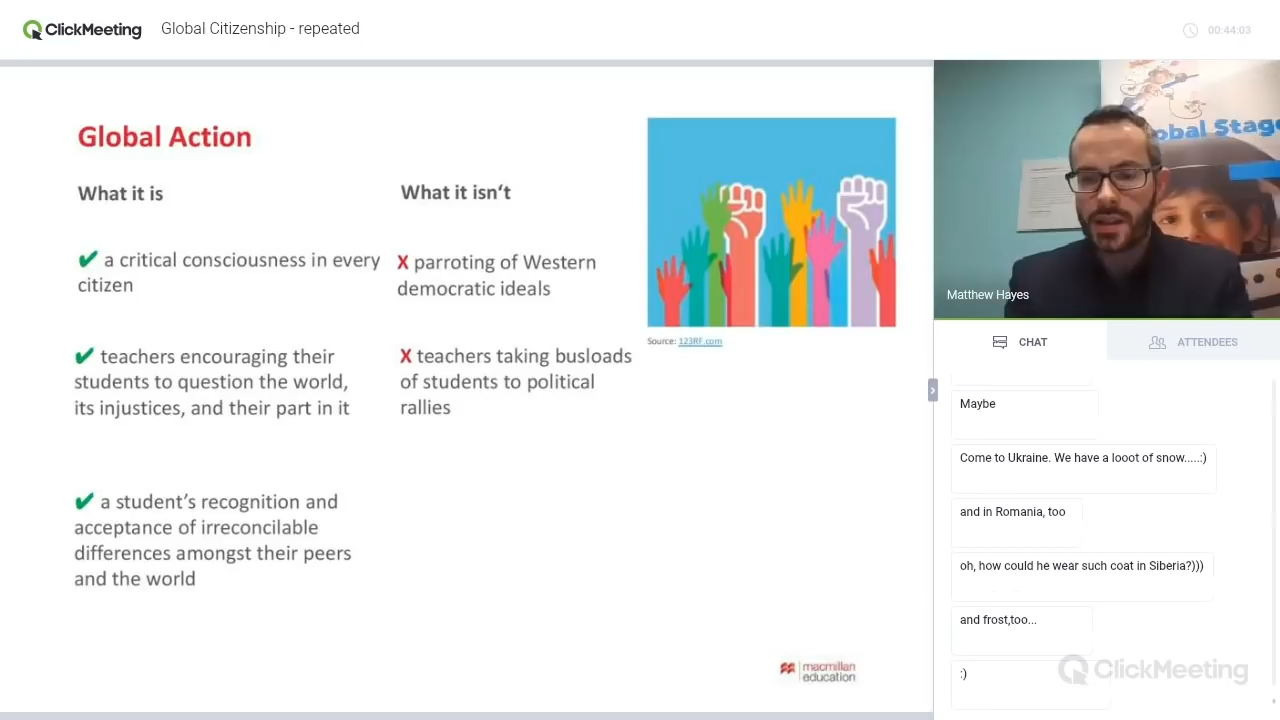 ClickMeeting
Global Citizenship - repeated
00:44:03
Global Action
What it is
What it isn't
✔ a critical consciousness in every
citizen
X parroting of Western
democratic ideals
✔ teachers encouraging their
students to question the world,
its injustices, and their part in it
X teachers taking busloads
of students to political
rallies
✔ a student's recognition and
acceptance of irreconcilable
differences amongst their peers
and the world
Source: 123RF.com
macmillan
education
obal Stage
Matthew Hayes
CHAT
ATTENDEES
Maybe
Come to Ukraine. We have a looot of snow.....:)
and in Romania, too
oh, how could he wear such coat in Siberia?)))
and frost,too...
:)
ClickMeeting